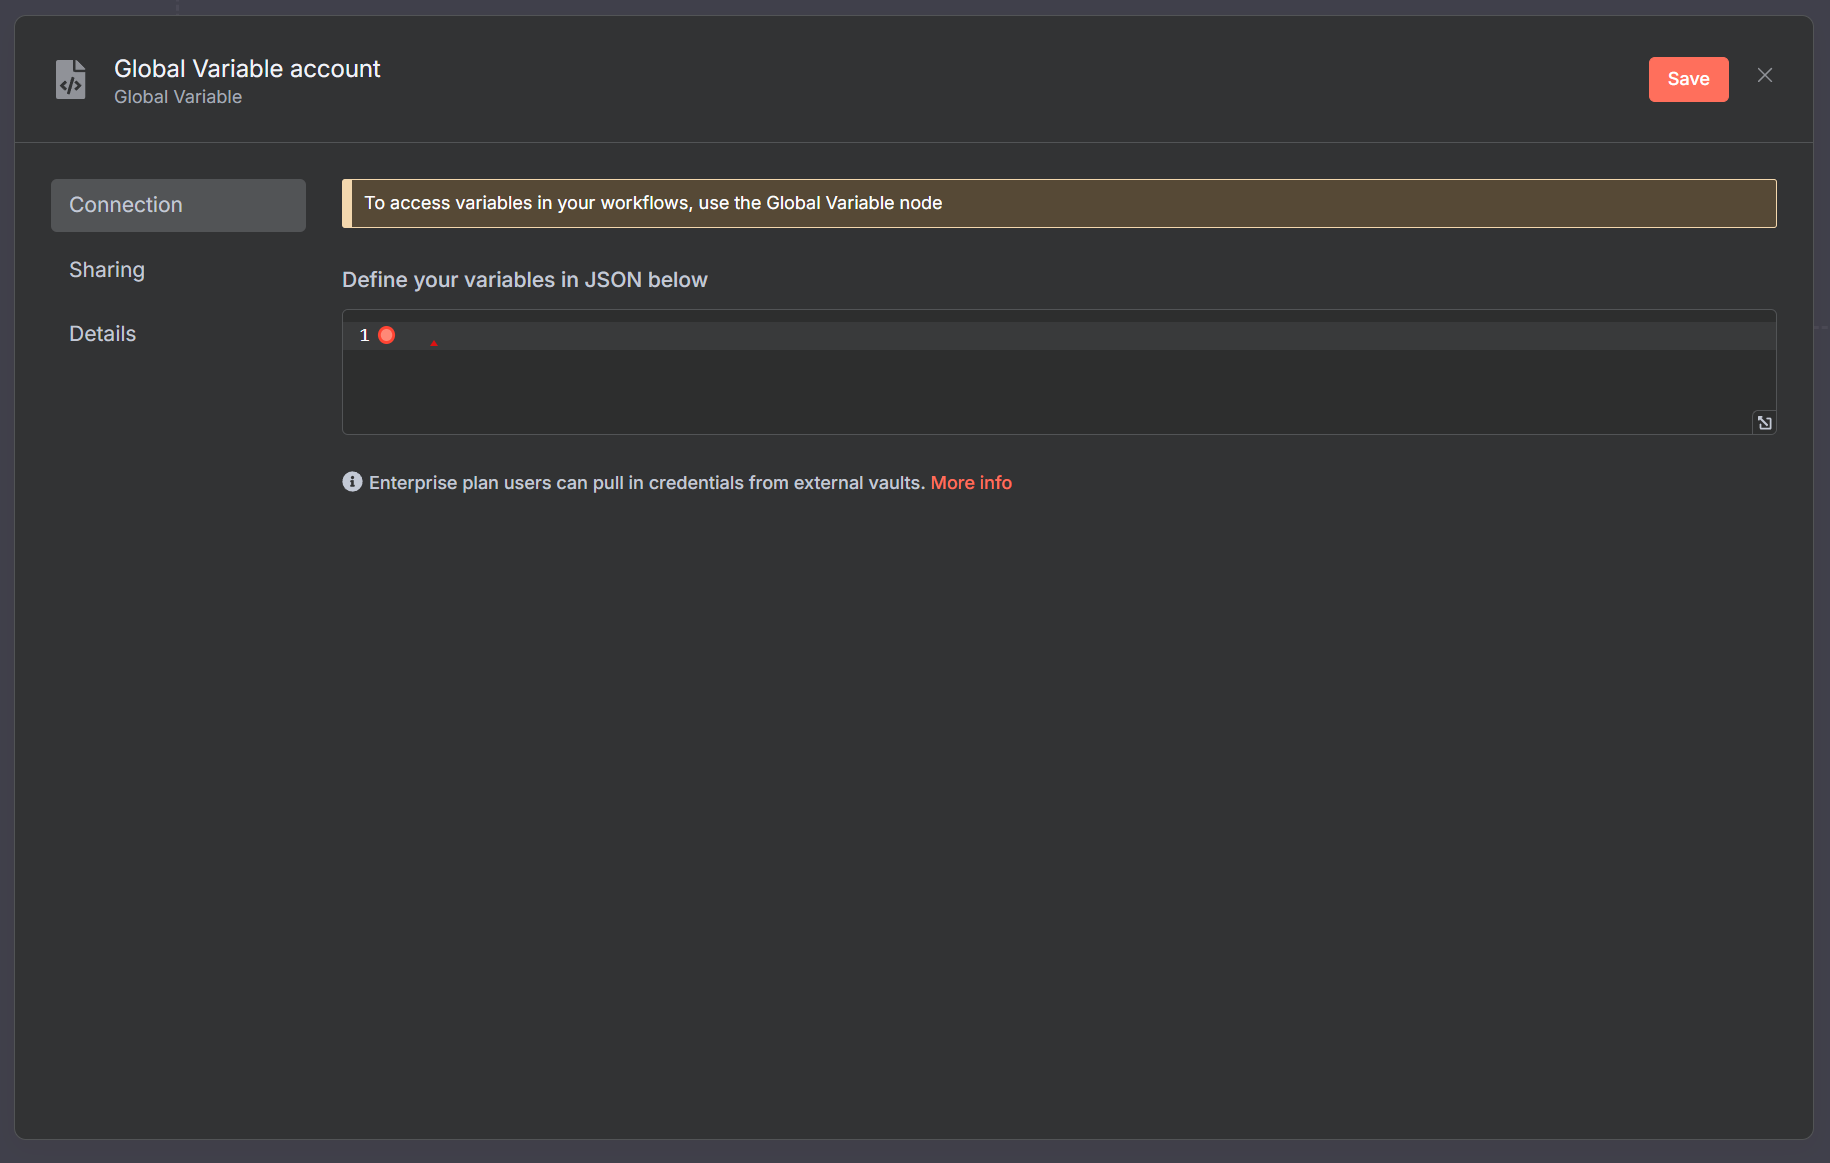 Global Variable account
Global Variable
Save
Connection
Sharing
Details
To access variables in your workflows, use the Global Variable node
Define your variables in JSON below
1
Enterprise plan users can pull in credentials from external vaults. More info